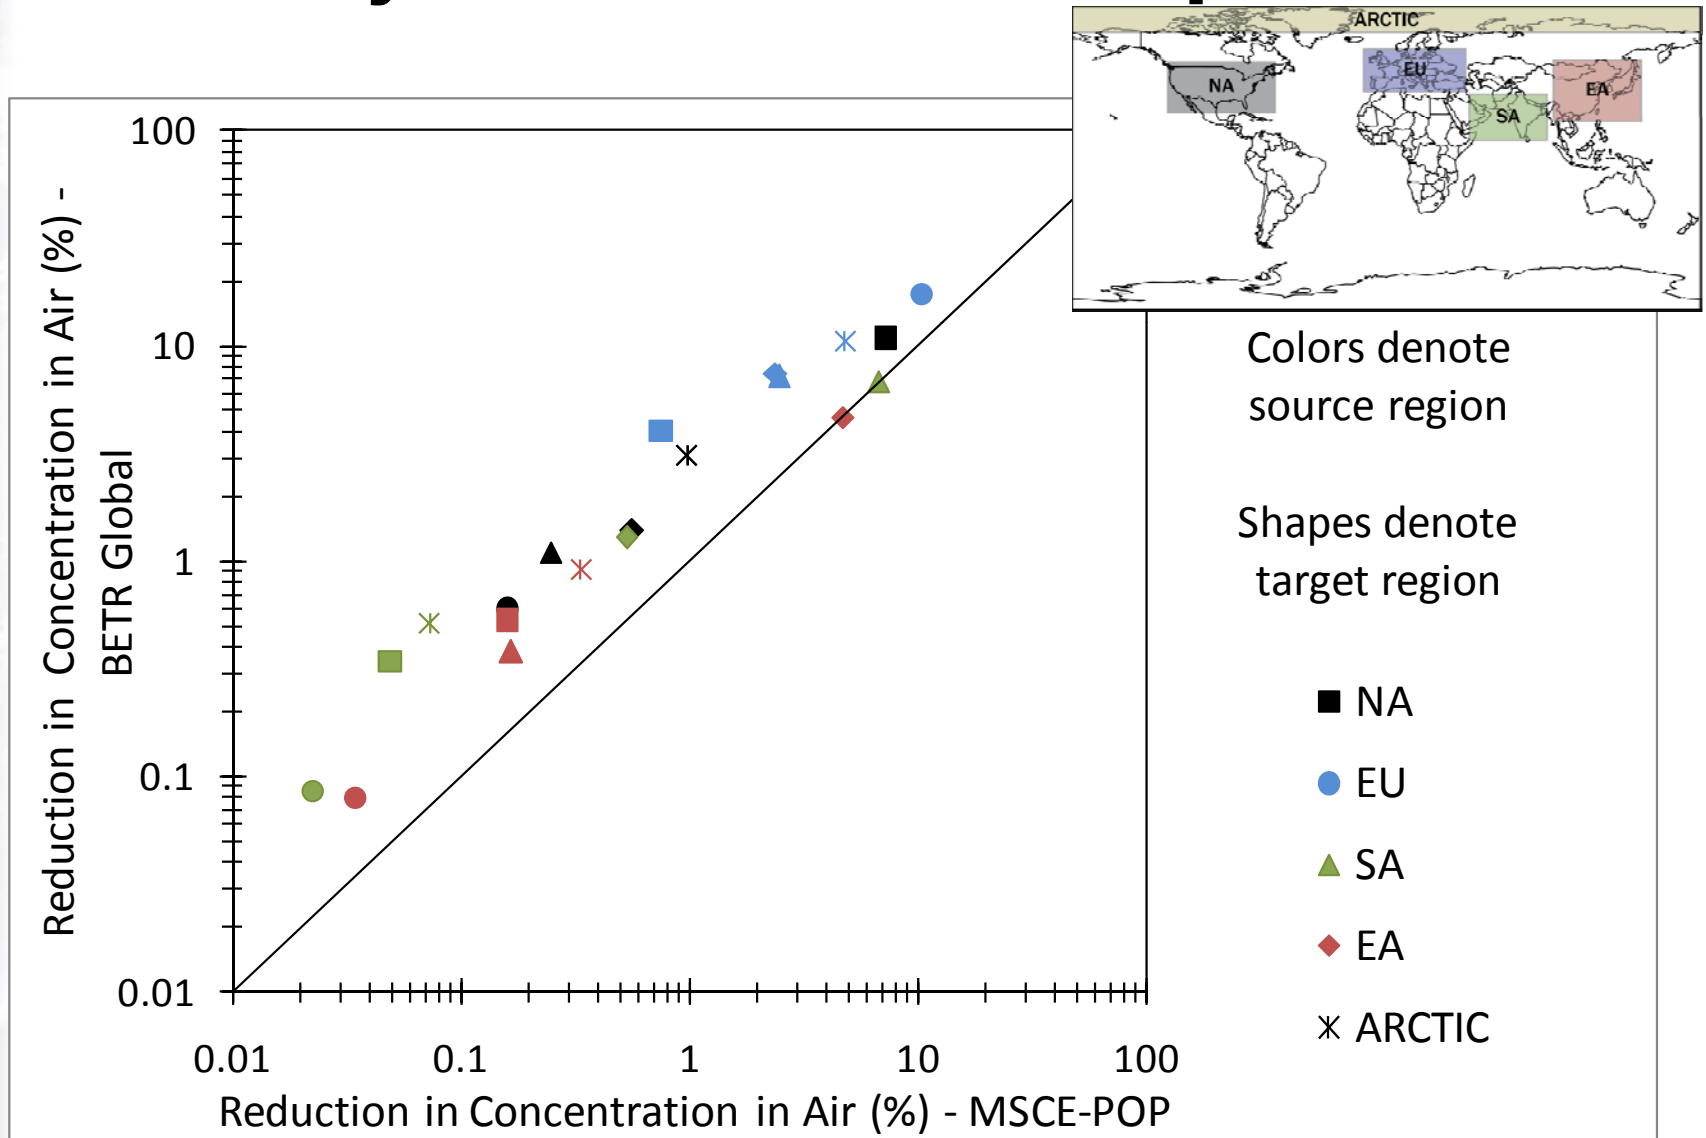 ARCTIC
NA
EU
SA
EA
100
10
1
0.1
0.01
Reduction in Concentration in Air (%) -
BETR Global
0.01
0.1
1
10
100
Reduction in Concentration in Air (%) - MSCE-POP
Colors denote
source region
Shapes denote
target region
NA
EU
SA
EA
ARCTIC